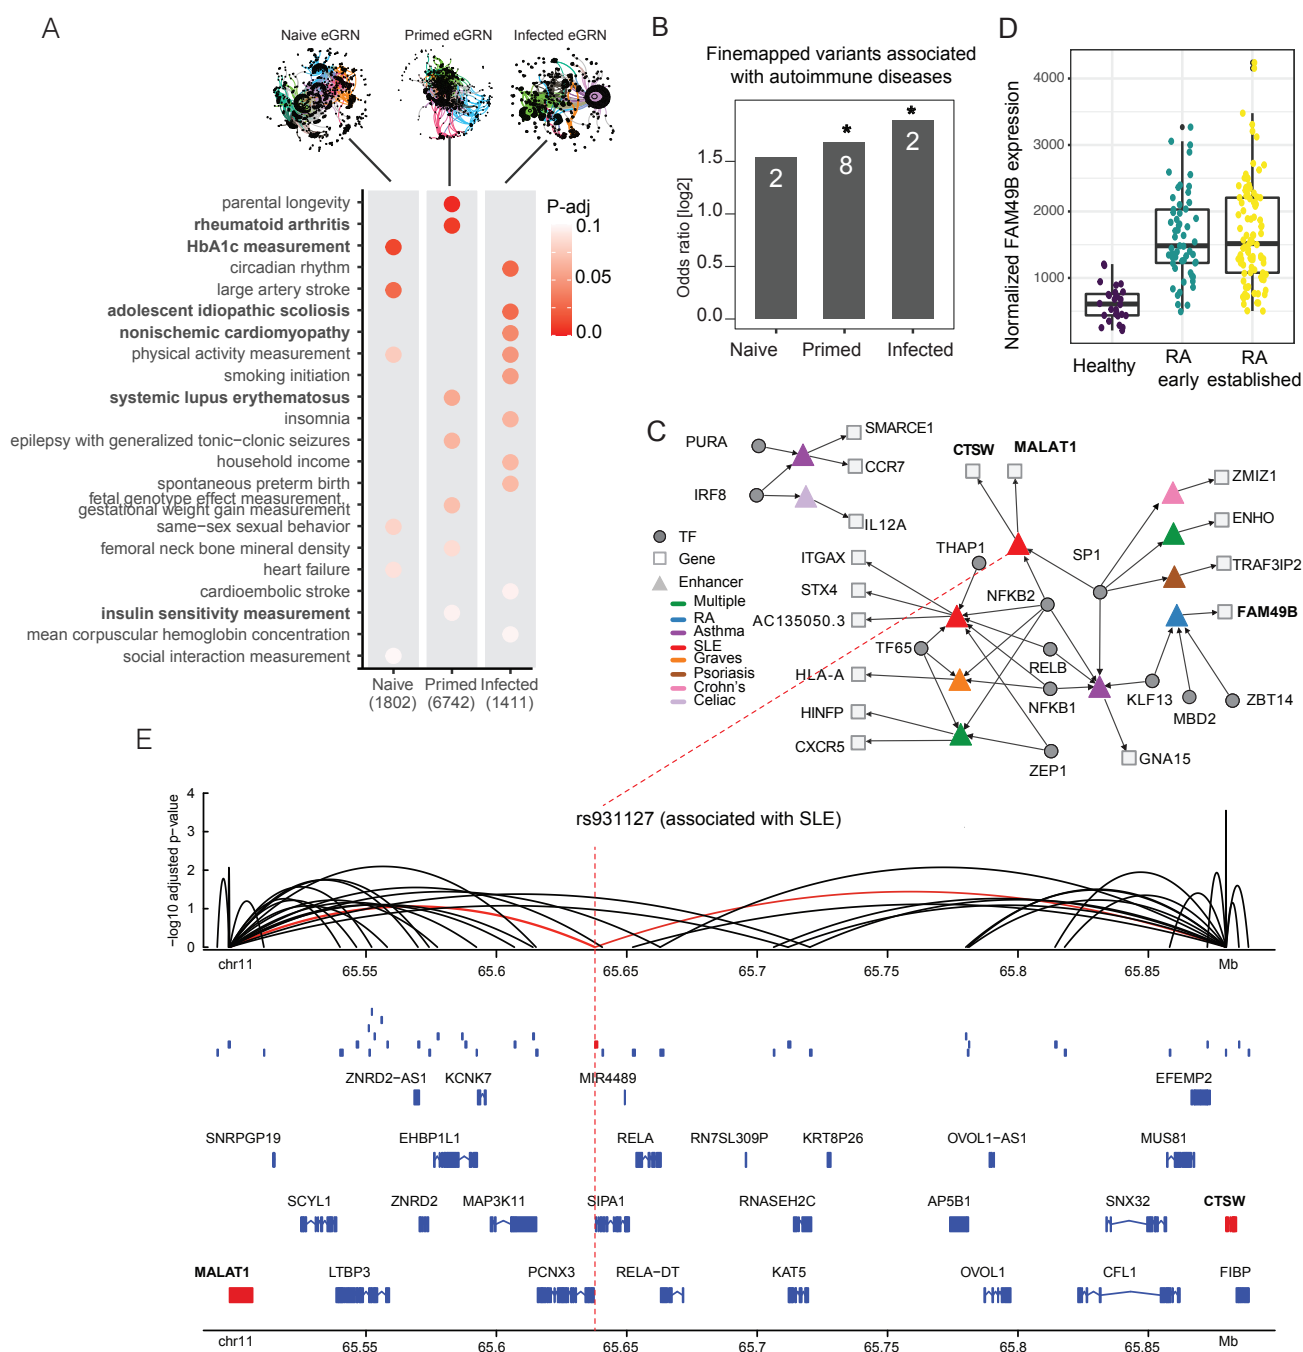 A
Naive eGRN
Primed eGRN
Infected eGRN
parental longevity
rheumatoid arthritis
HbA1c measurement
circadian rhythm
large artery stroke
adolescent idiopathic scoliosis
nonischemic cardiomyopathy
physical activity measurement
smoking initiation
systemic lupus erythematosus
insomnia
epilepsy with generalized tonic−clonic seizures
household income
spontaneous preterm birth
fetal genotype effect measurement,
gestational weight gain measurement
same−sex sexual behavior
femoral neck bone mineral density
heart failure
cardioembolic stroke
insulin sensitivity measurement
mean corpuscular hemoglobin concentration
social interaction measurement
Naive
(1802)
Primed
(6742)
Infected
(1411)
P-adj
0.1
0.05
0.0
B
Finemapped variants associated
with autoimmune diseases
Odds ratio [log2]
1.5
1.0
0.5
0.0
2
8
2
*
*
Naive
Primed
Infected
D
Normalized FAM49B expression
4000
3000
2000
1000
Healthy
RA
early
RA
established
C
PURA
IRF8
SMARCE1
CCR7
IL12A
CTSW
MALAT1
TF
Gene
Enhancer
Multiple
RA
Asthma
SLE
Graves
Psoriasis
Crohn's
Celiac
ITGAX
STX4
AC135050.3
TF65
HLA-A
HINFP
CXCR5
THAP1
NFKB2
RELB
NFKB1
ZEP1
SP1
ZMIZ1
ENHO
TRAF3IP2
FAM49B
KLF13
MBD2
ZBT14
GNA15
E
rs931127 (associated with SLE)
−log10 adjusted p−value
4
3
2
1
0
chr11
65.55
65.6
65.65
65.7
65.75
65.8
65.85
Mb
ZNRD2−AS1
KCNK7
MIR4489
EFEMP2
SNRPGP19
EHBP1L1
RELA
RN7SL309P
KRT8P26
OVOL1−AS1
MUS81
SCYL1
ZNRD2
MAP3K11
SIPA1
RNASEH2C
AP5B1
SNX32
CTSW
MALAT1
LTBP3
PCNX3
RELA−DT
KAT5
OVOL1
CFL1
FIBP
chr11
65.55
65.6
65.65
65.7
65.75
65.8
65.85
Mb